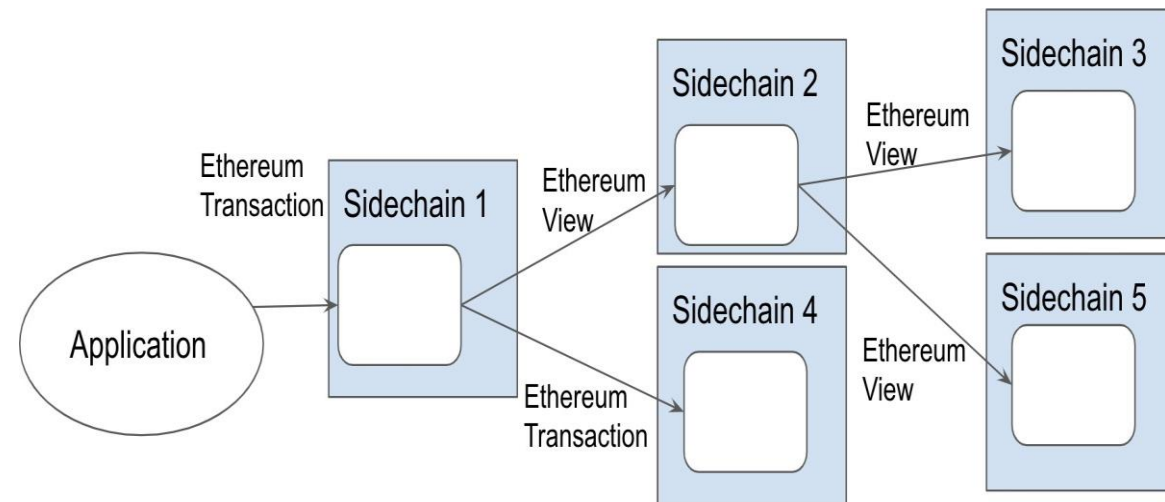 Application
Ethereum
Transaction
Sidechain 1
Ethereum
View
Ethereum
Transaction
Sidechain 2
Sidechain 4
Ethereum
View
Ethereum
View
Sidechain 3
Sidechain 5